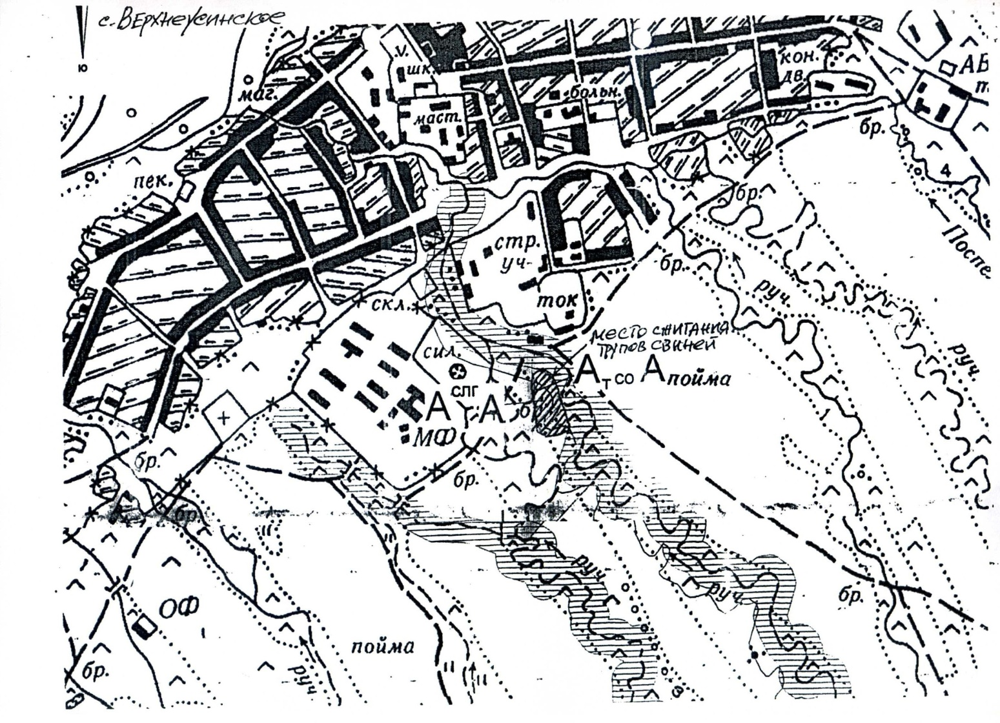 с. Верхнеусинское
ю
шк.
кон.
дв.
АБ
маг.
маст.
больн.
бр.
4
пек.
бр.
Поспе
стр.
уч.
бр.
руч.
ток
скл.
место сжигания
трупов свиней
сил.
руч.
А т со А пойма
А слг А к.
МФ
бр.
бр.
бр.
руч.
руч.
бр.
ОФ
пойма
бр.
руч